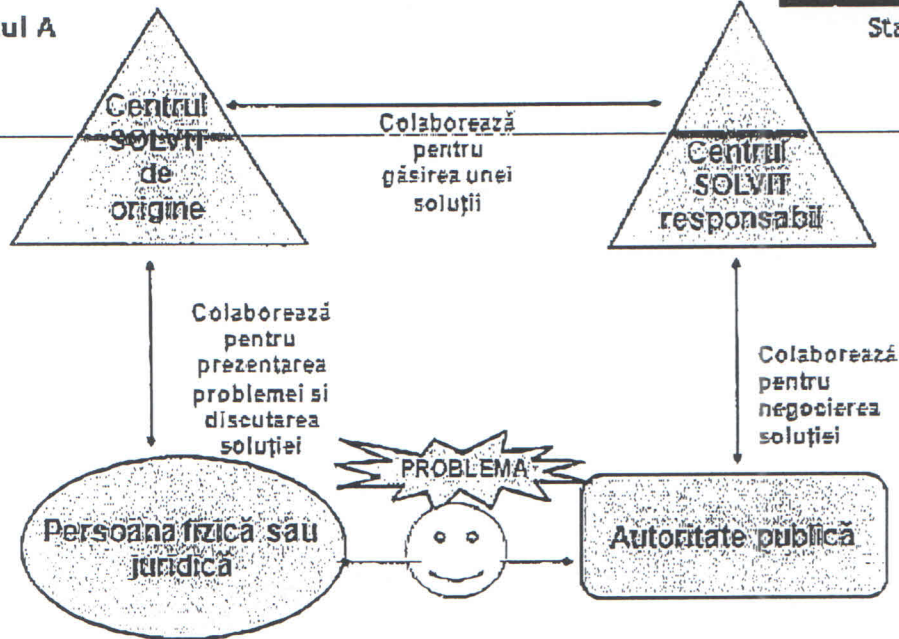 ul A
Sta
Centrul
SOLVIT
de
origine
Colaborează
pentru
găsirea unei
soluții
Centrul
SOLVIT
responsabil
Colaborează
pentru
prezentarea
problemei si
discutarea
soluției
Colaborează
pentru
negocierea
soluției
PROBLEMA
Persoana fizică sau
juridică
Autoritate publică